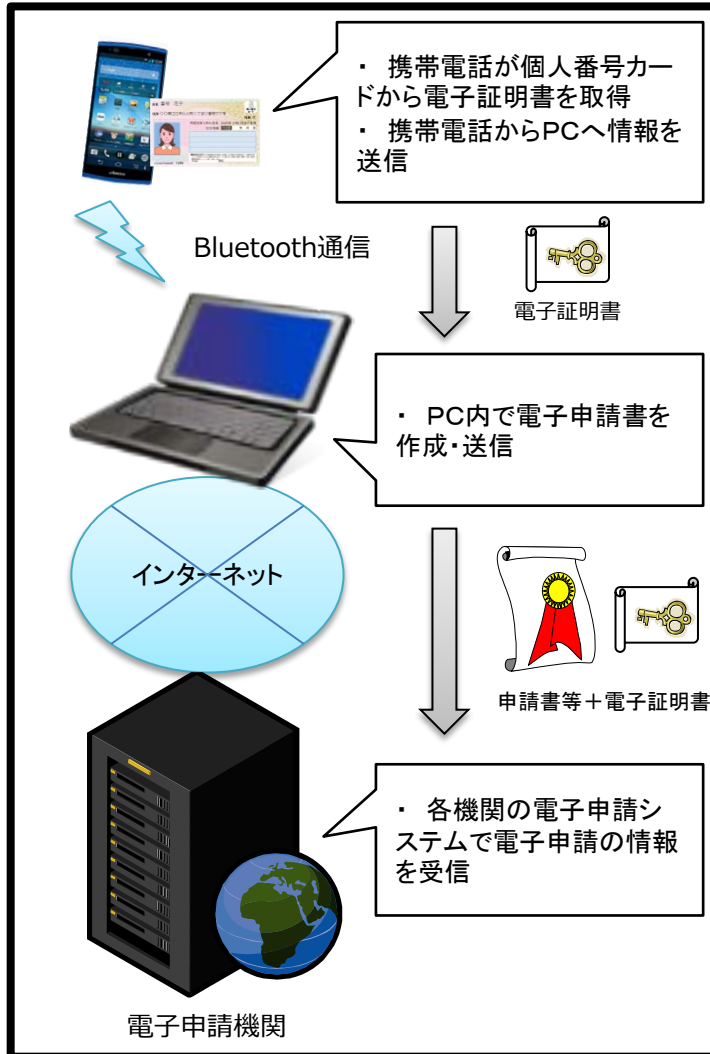 ・ 携帯電話が個人番号カー
ドから電子証明書を取得
・ 携帯電話からPCへ情報を
送信
Bluetooth通信
電子証明書
・ PC内で電子申請書を
作成・送信
インターネット
申請書等＋電子証明書
・ 各機関の電子申請シ
ステムで電子申請の情報
を受信
電子申請機関